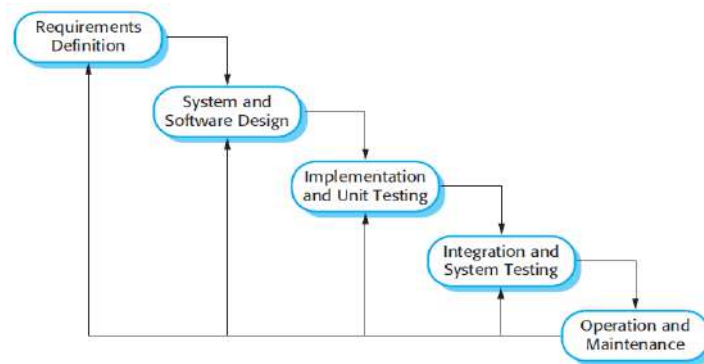 Requirements
Definition
System and
Software Design
Implementation
and Unit Testing
Integration and
System Testing
Operation and
Maintenance